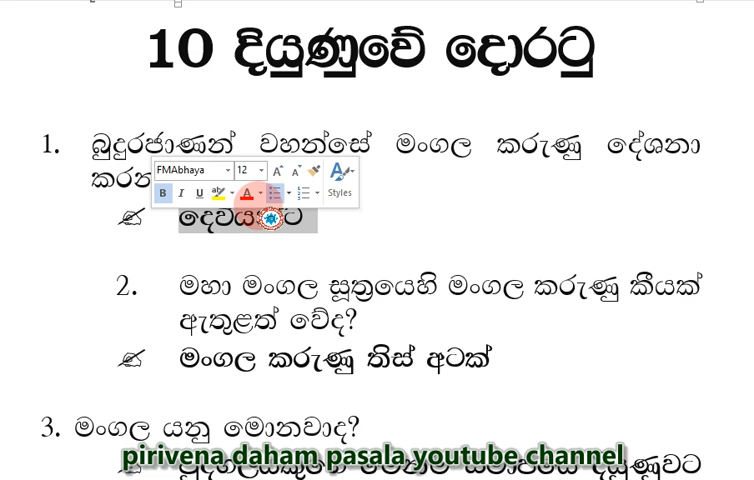 10 දියුණුවේ දොරටු
1. බුදුරජාණන් වහන්සේ මංගල කරුණු දේශනා
කරන
FMAbhaya 12
B I U Styles
2. මහා මංගල සූත්‍රයෙහි මංගල කරුණු කීයක්
ඇතුළත් වේද?
මංගල කරුණු තිස් අටක්
3. මංගල යනු මොනවාද?
pirivena daham pasala youtube channel